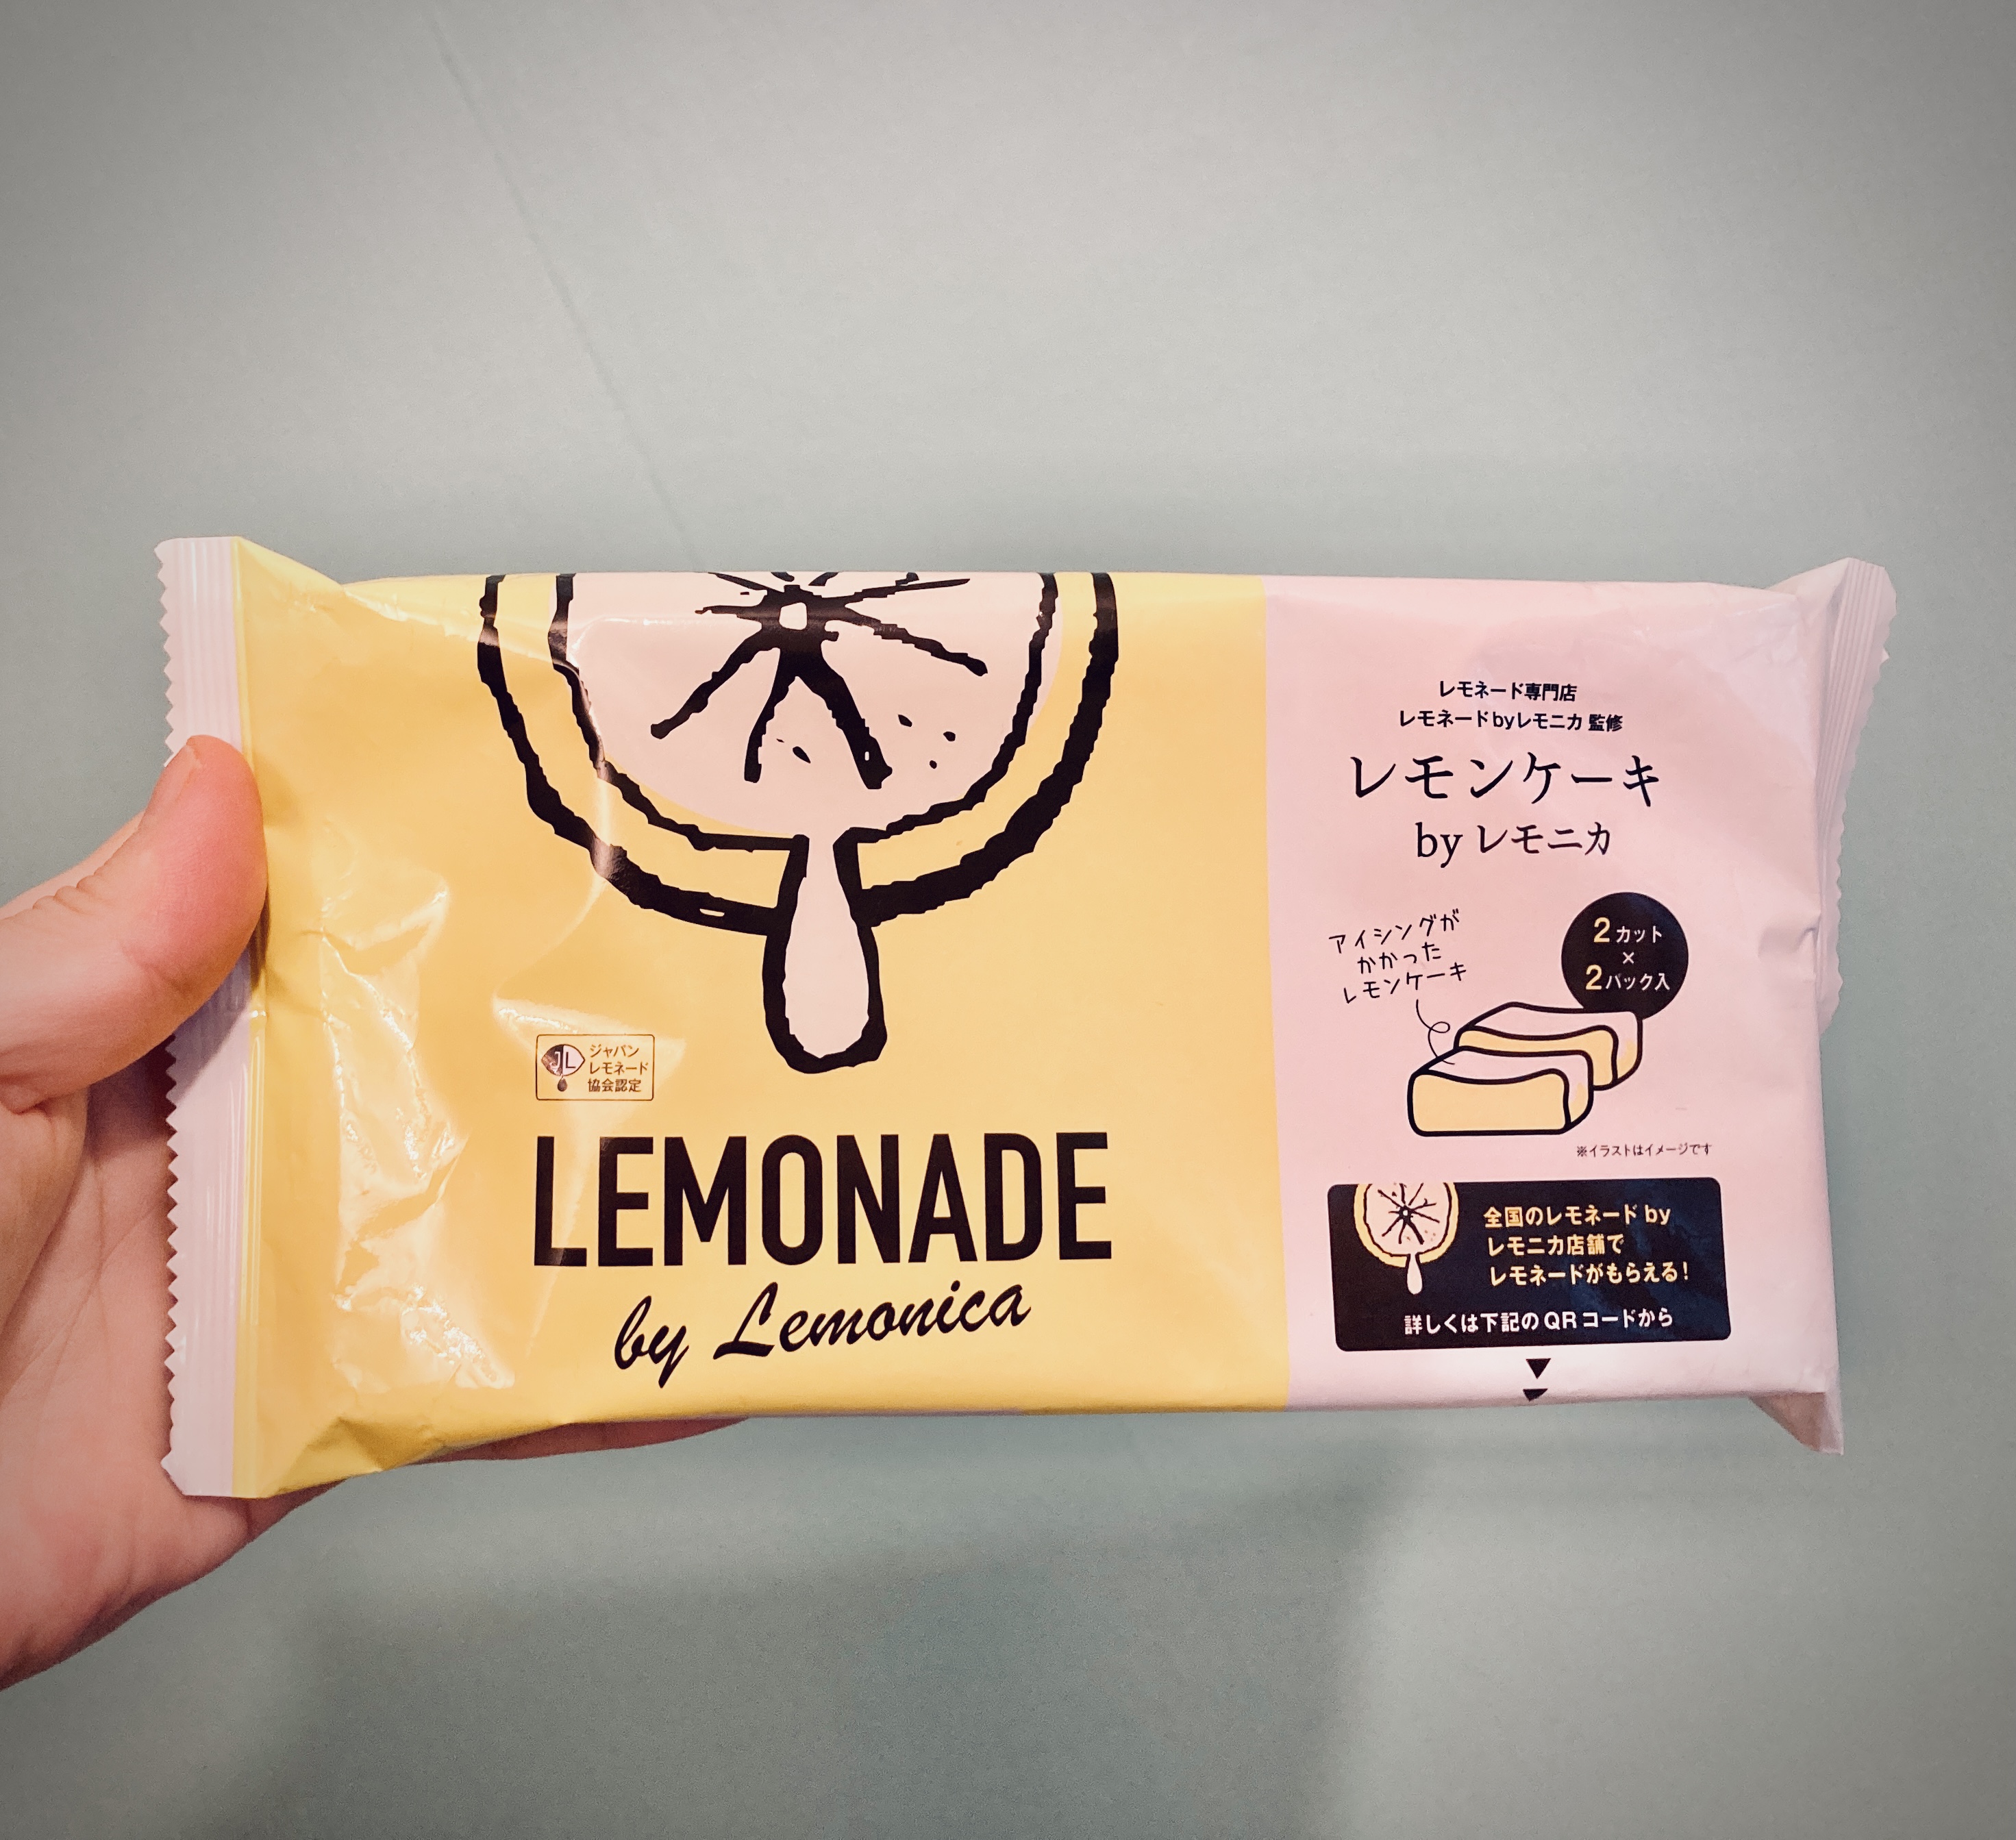 ジャパン
レモネード
協会認定
JL
LEMONADE
by Lemonica
レモネード専門店
レモネードbyレモニカ 監修
レモンケーキ
by レモニカ
アイシングが
かかった
レモンケーキ
2カット
×
2パック入
※イラストはイメージです
全国のレモネード by
レモニカ店舗で
レモネードがもらえる!
詳しくは下記のQRコードから